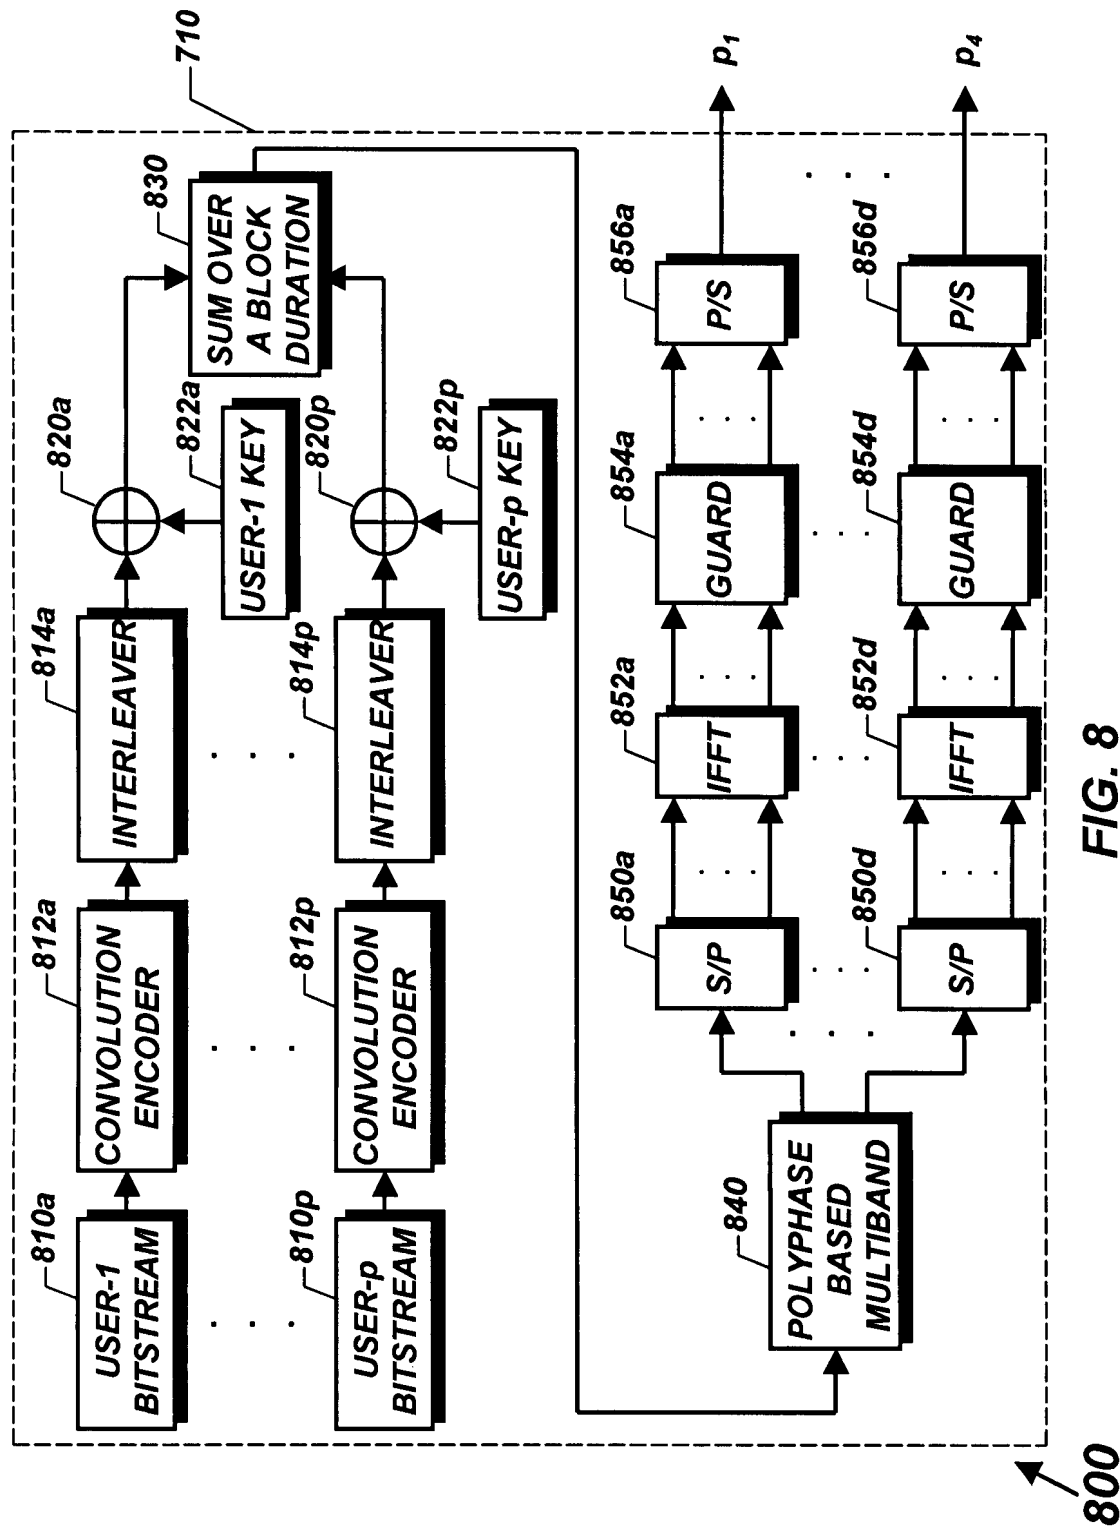 710
810a
USER-1
BITSTREAM
812a
CONVOLUTION
ENCODER
814a
INTERLEAVER
820a
822a
USER-1 KEY
830
SUM OVER
A BLOCK
DURATION
810p
USER-p
BITSTREAM
812p
CONVOLUTION
ENCODER
814p
INTERLEAVER
820p
822p
USER-p KEY
840
POLYPHASE
BASED
MULTIBAND
850a
S/P
852a
IFFT
854a
GUARD
856a
P/S
p1
850d
S/P
852d
IFFT
854d
GUARD
856d
P/S
p4
800
FIG. 8